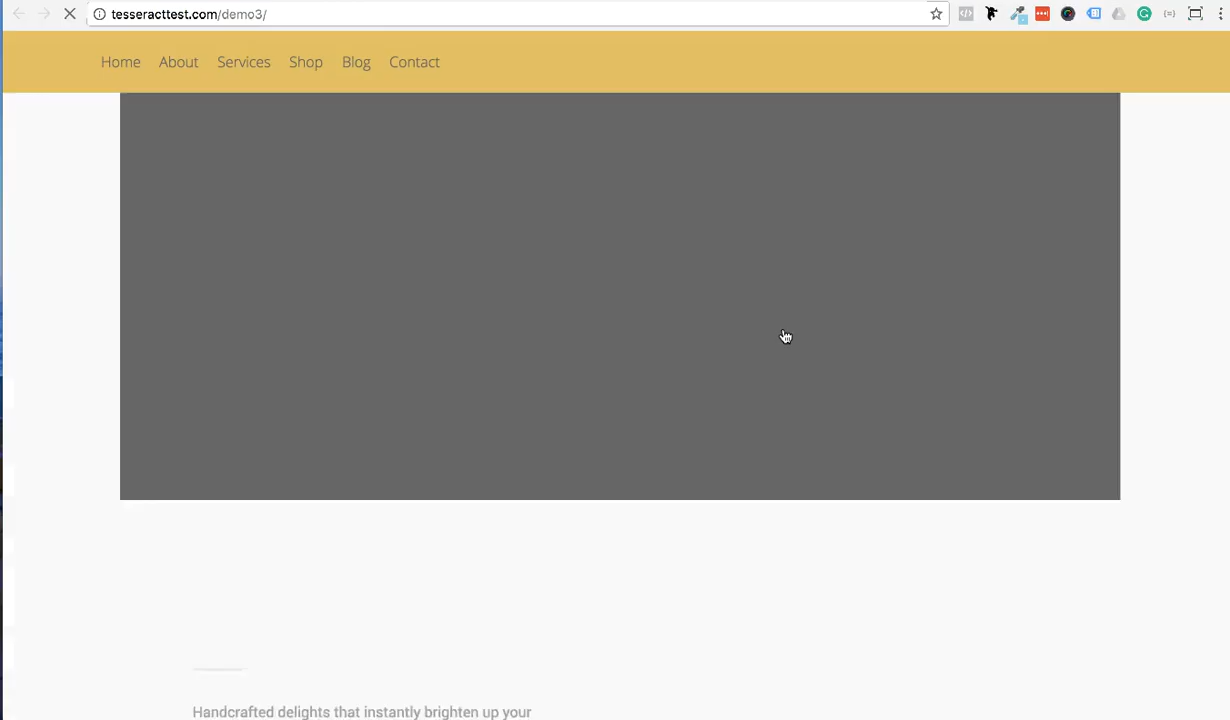 tesseracttest.com/demo3/
Home About Services Shop Blog Contact
Handcrafted delights that instantly brighten up your